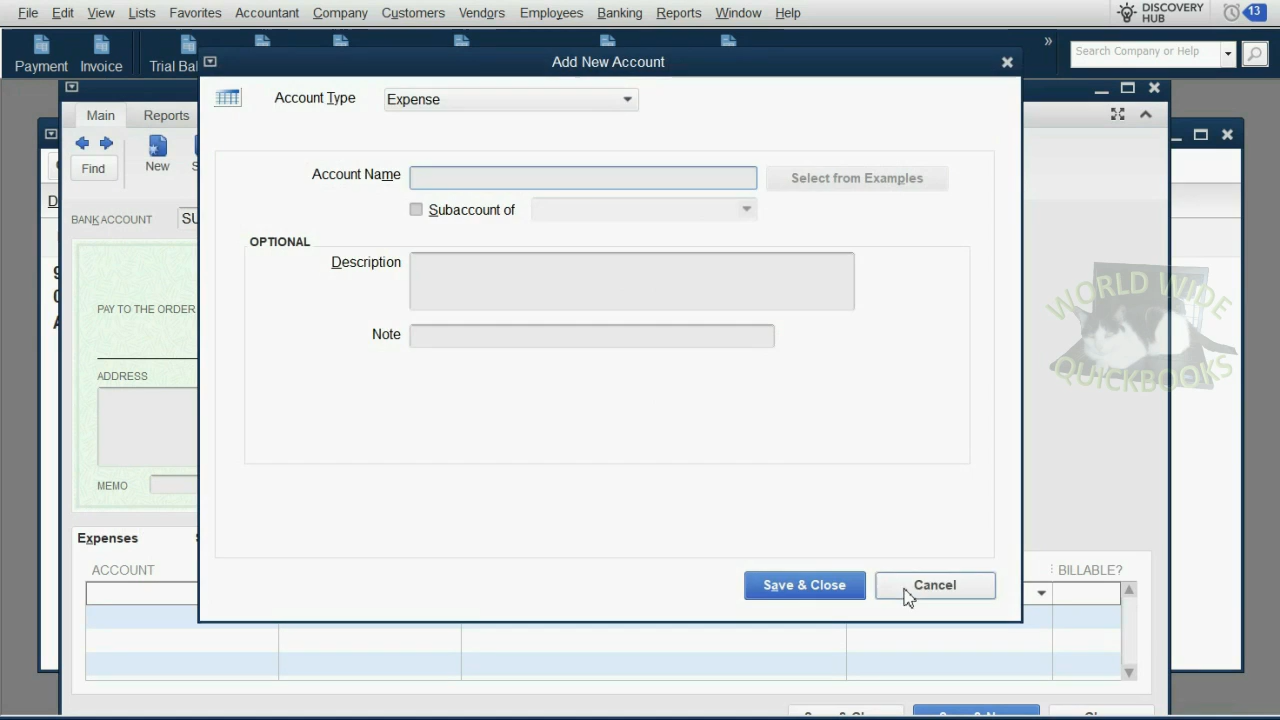 File Edit View Lists Favorites Accountant Company Customers Vendors Employees Banking Reports Window Help
DISCOVERY
HUB
13
Payment Invoice Trial Bal
» Search Company or Help
Add New Account
Main Reports
Account Type Expense
Find New
Account Name Select from Examples
Subaccount of
BANK ACCOUNT SU
OPTIONAL
Description
PAY TO THE ORDER
Note
ADDRESS
MEMO
WORLD WIDE
QUICKBOOKS
Expenses
ACCOUNT BILLABLE?
Save & Close Cancel